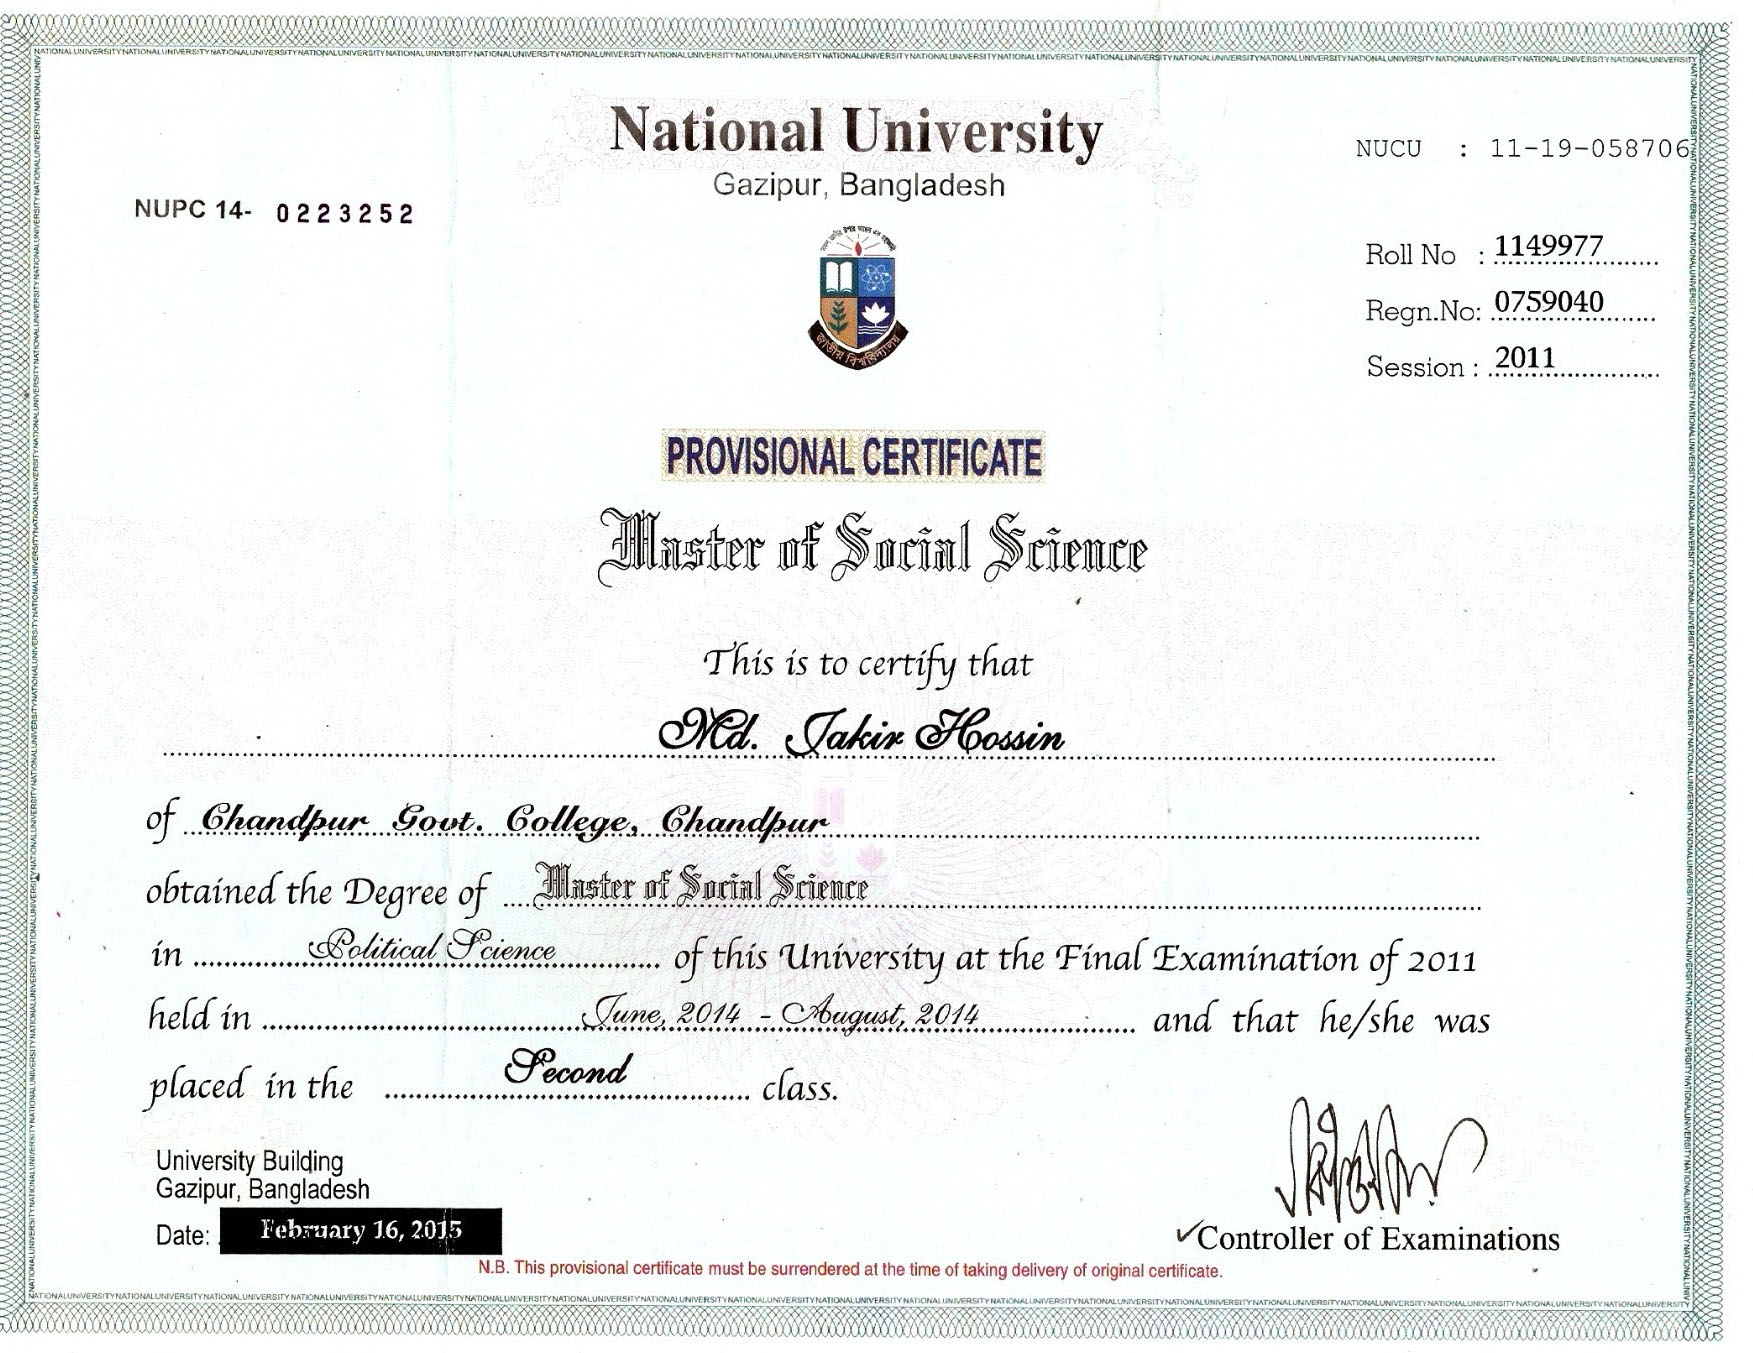 National University
Gazipur, Bangladesh
NUCU : 11-19-058706
NUPC 14- 0223252
Roll No : 1149977
Regn.No: 0759040
Session : 2011
জাতীয় বিশ্ববিদ্যালয়
PROVISIONAL CERTIFICATE
Master of Social Science
This is to certify that
Md. Jakir Hossin
of Chandpur Govt. College, Chandpur
obtained the Degree of Master of Social Science
in Political Science of this University at the Final Examination of 2011
held in June, 2014 - August, 2014 and that he/she was
placed in the Second class.
University Building
Gazipur, Bangladesh
Date: February 16, 2015
Controller of Examinations
N.B. This provisional certificate must be surrendered at the time of taking delivery of original certificate.